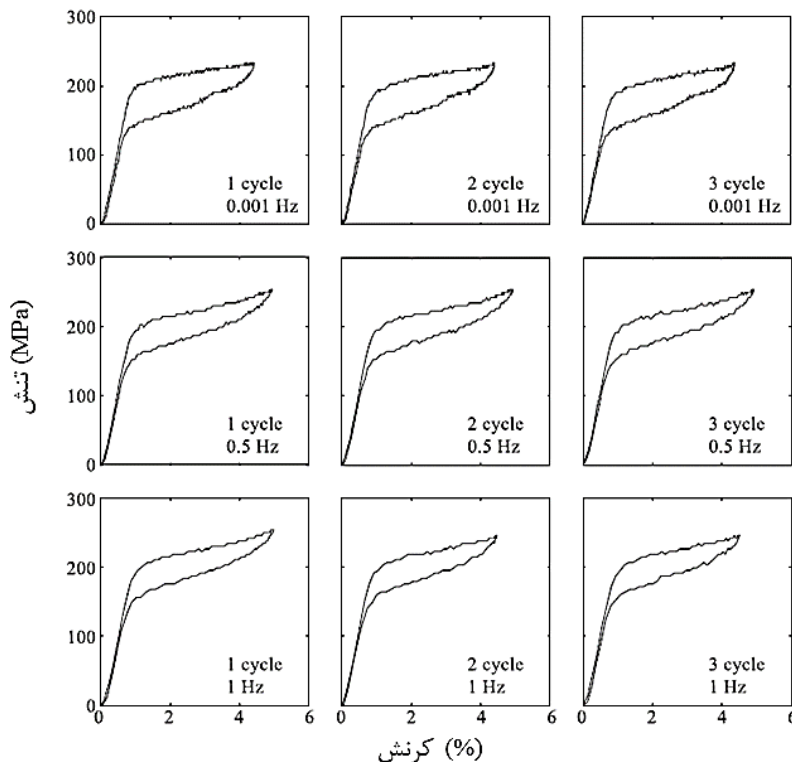 300
200
100
0
1 cycle
0.001 Hz
2 cycle
0.001 Hz
3 cycle
0.001 Hz
300
200
100
0
1 cycle
0.5 Hz
2 cycle
0.5 Hz
3 cycle
0.5 Hz
تنش (MPa)
300
200
100
0
1 cycle
1 Hz
2 cycle
1 Hz
3 cycle
1 Hz
0 2 4 6 0 2 4 6 0 2 4 6
کرنش (%)